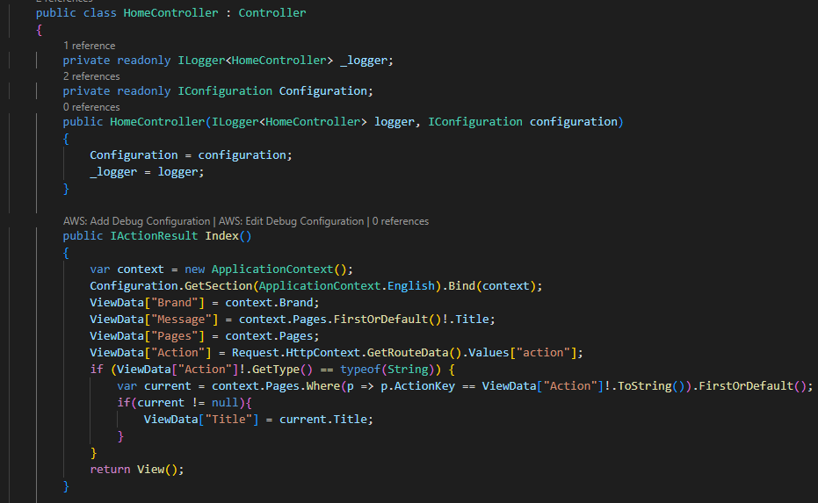 2 references
public class HomeController : Controller
{
1 reference
private readonly ILogger<HomeController> _logger;
2 references
private readonly IConfiguration Configuration;
0 references
public HomeController(ILogger<HomeController> logger, IConfiguration configuration)
{
Configuration = configuration;
_logger = logger;
}
AWS: Add Debug Configuration | AWS: Edit Debug Configuration | 0 references
public IActionResult Index()
{
var context = new ApplicationContext();
Configuration.GetSection(ApplicationContext.English).Bind(context);
ViewData["Brand"] = context.Brand;
ViewData["Message"] = context.Pages.FirstOrDefault()!.Title;
ViewData["Pages"] = context.Pages;
ViewData["Action"] = Request.HttpContext.GetRouteData().Values["action"];
if (ViewData["Action"]!.GetType() == typeof(String)) {
var current = context.Pages.Where(p => p.ActionKey == ViewData["Action"]!.ToString()).FirstOrDefault();
if(current != null){
ViewData["Title"] = current.Title;
}
}
return View();
}